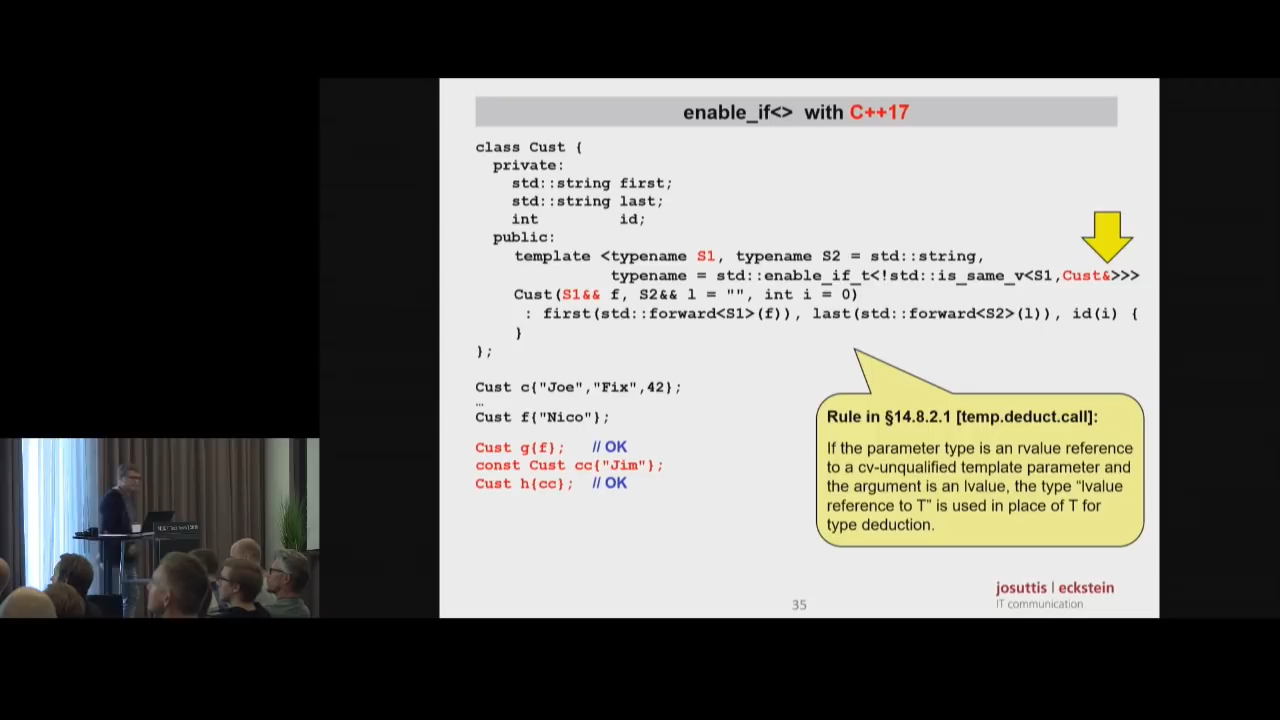 enable_if<> with C++17
class Cust {
private:
std::string first;
std::string last;
int id;
public:
template <typename S1, typename S2 = std::string,
typename = std::enable_if_t<!std::is_same_v<S1,Cust&>>>
Cust(S1&& f, S2&& l = "", int i = 0)
: first(std::forward<S1>(f)), last(std::forward<S2>(l)), id(i) {
}
};
Cust c{"Joe","Fix",42};
…
Cust f{"Nico"};
Cust g{f}; // OK
const Cust cc{"Jim"};
Cust h{cc}; // OK
Rule in §14.8.2.1 [temp.deduct.call]:
If the parameter type is an rvalue reference
to a cv-unqualified template parameter and
the argument is an lvalue, the type “lvalue
reference to T” is used in place of T for
type deduction.
josuttis | eckstein
IT communication
35